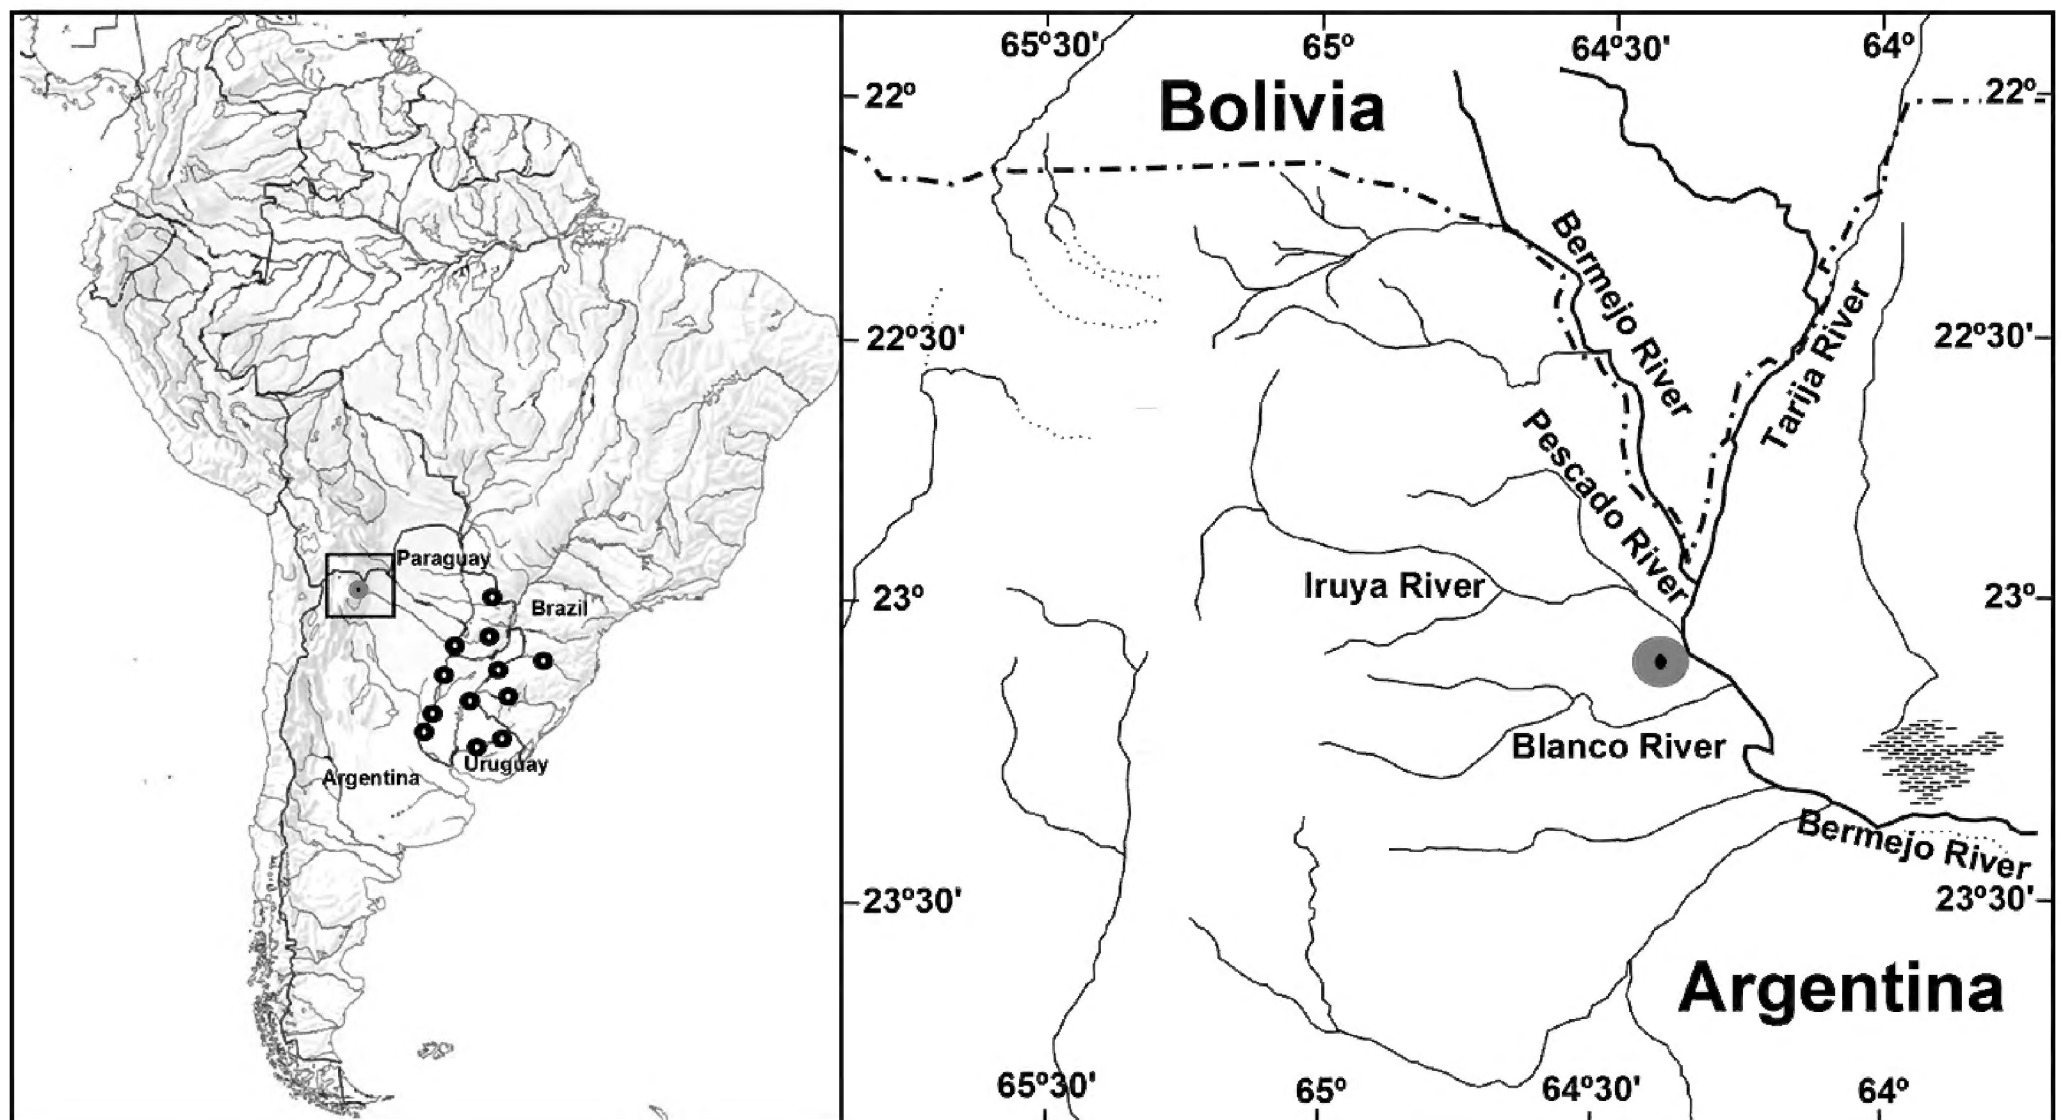 Paraguay
Brazil
Uruguay
Argentina
65º30'
65º
64º30'
64º
22º
22º
Bolivia
Bermejo River
22º30'
22º30'
Tarija River
Pescado River
Iruya River
23º
23º
Blanco River
Bermejo River
23º30'
23º30'
Argentina
65º30'
65º
64º30'
64º